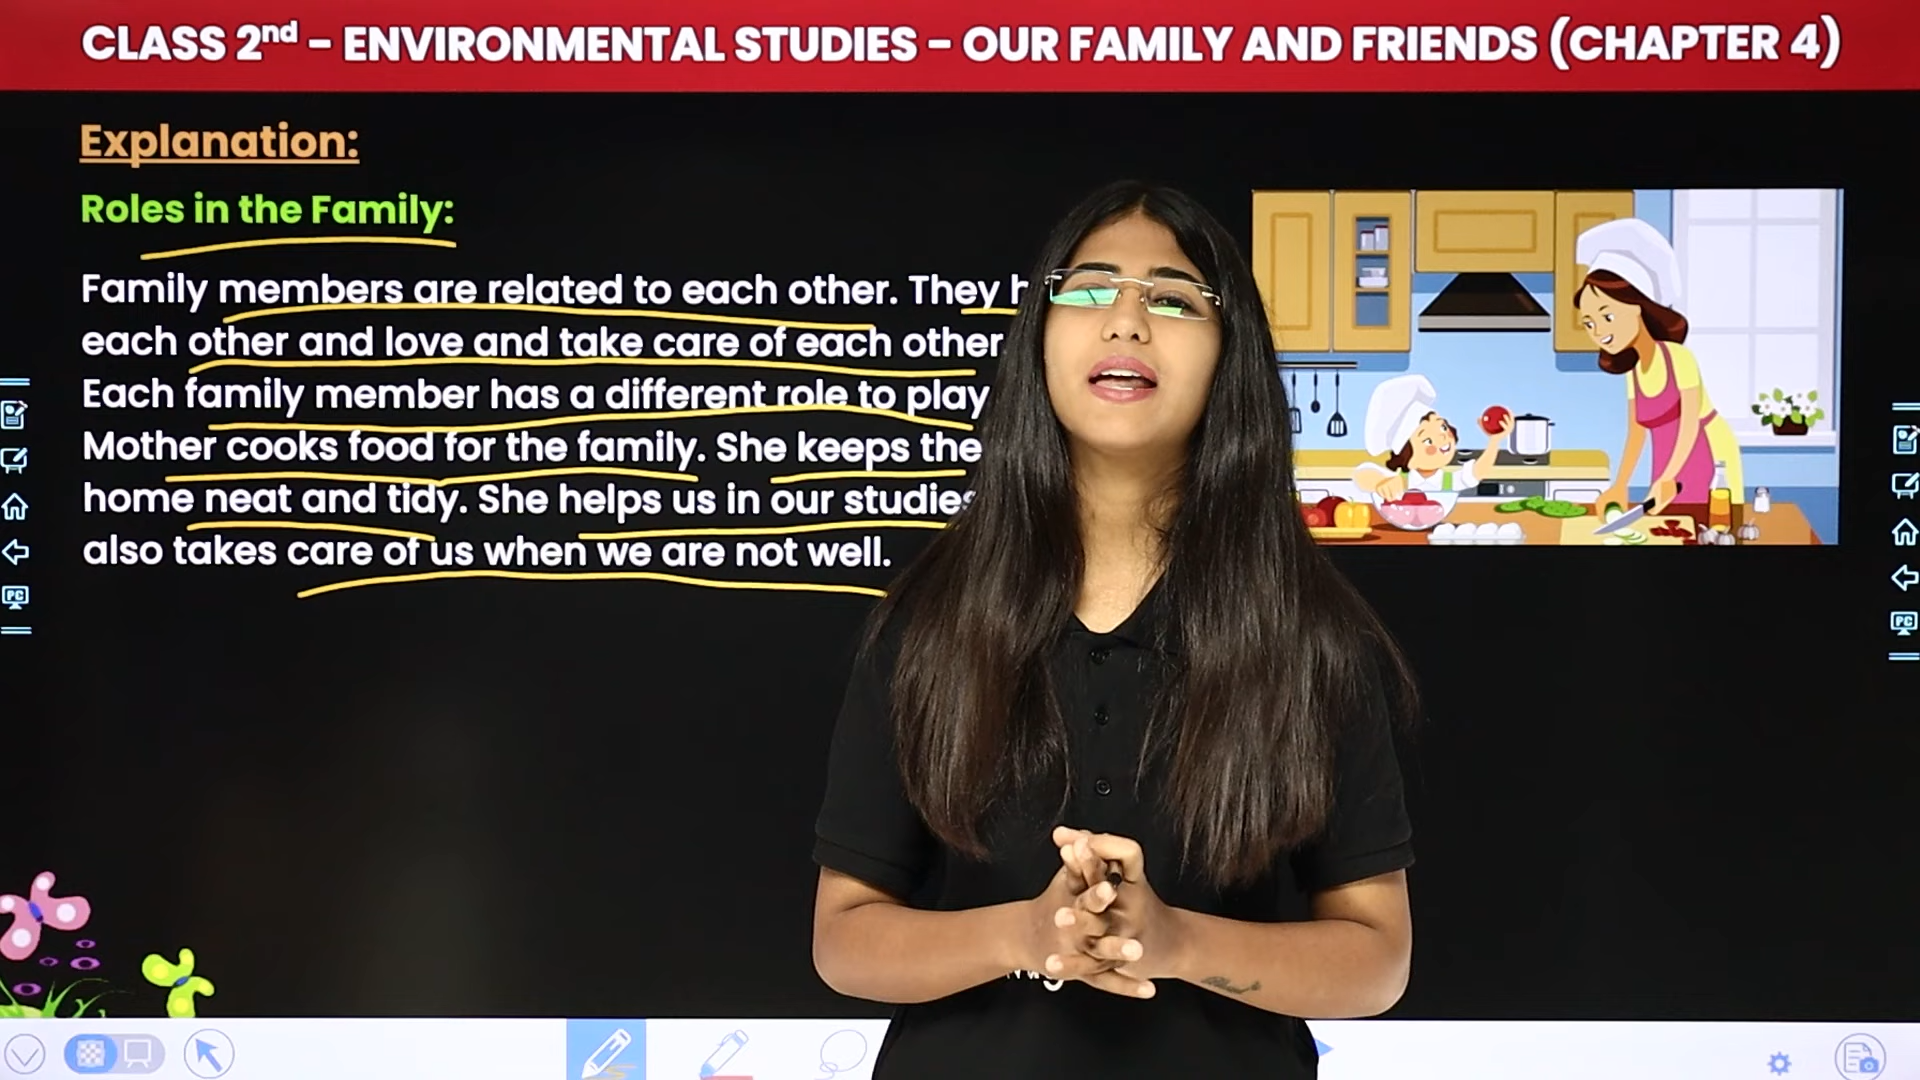 CLASS 2nd - ENVIRONMENTAL STUDIES - OUR FAMILY AND FRIENDS (CHAPTER 4)
Explanation:
Roles in the Family:
Family members are related to each other. They
each other and love and take care of each other
Each family member has a different role to play
Mother cooks food for the family. She keeps the
home neat and tidy. She helps us in our studies
also takes care of us when we are not well.
PC
PC